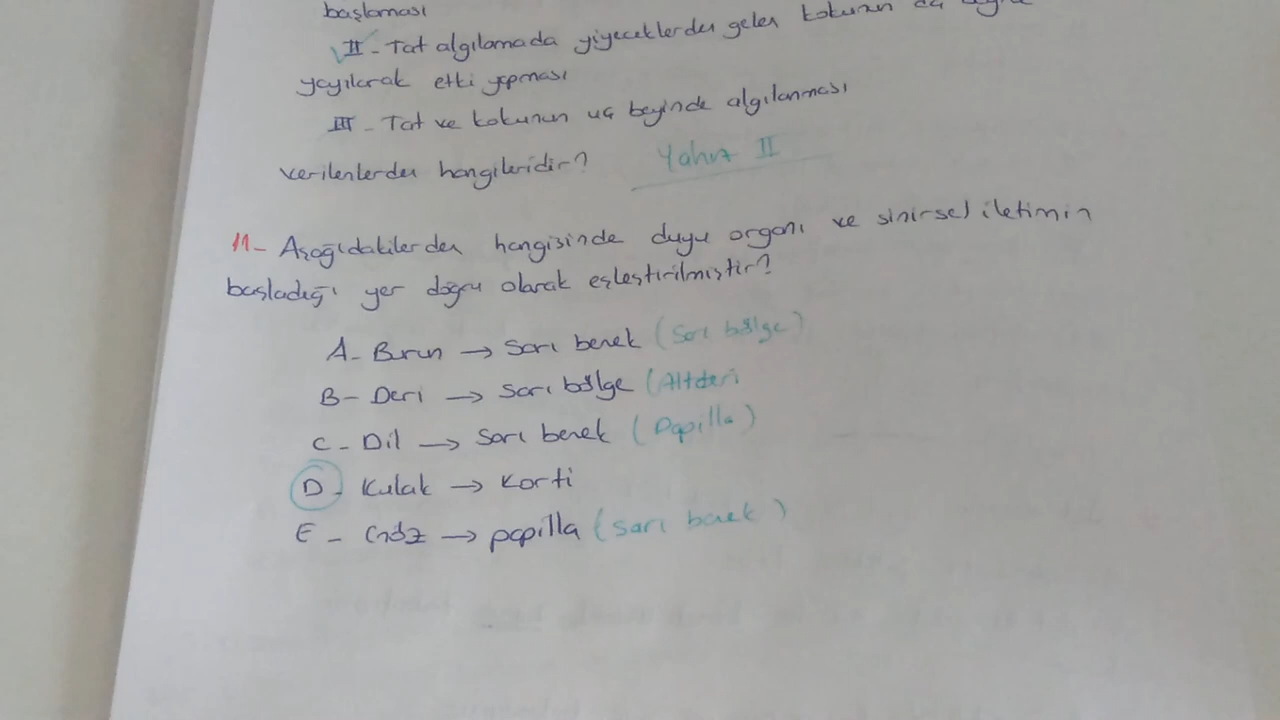 başlaması
II - Tat algılamada yiyeceklerden gelen kokunun da
yayılarak etki yapması
III - Tat ve kokunun uç beyinde algılanması
verilenlerden hangileridir? Yalnız II
11- Aşağıdakilerden hangisinde duyu organı ve sinirsel iletimin
başladığı yer doğru olarak eşleştirilmiştir?
A- Burun → Sarı benek (Sarı bölge)
B- Deri → Sarı bölge (Altderi
C- Dil → Sarı benek (Papilla)
D- Kulak → Korti
E- Göz → papilla (sarı benek)